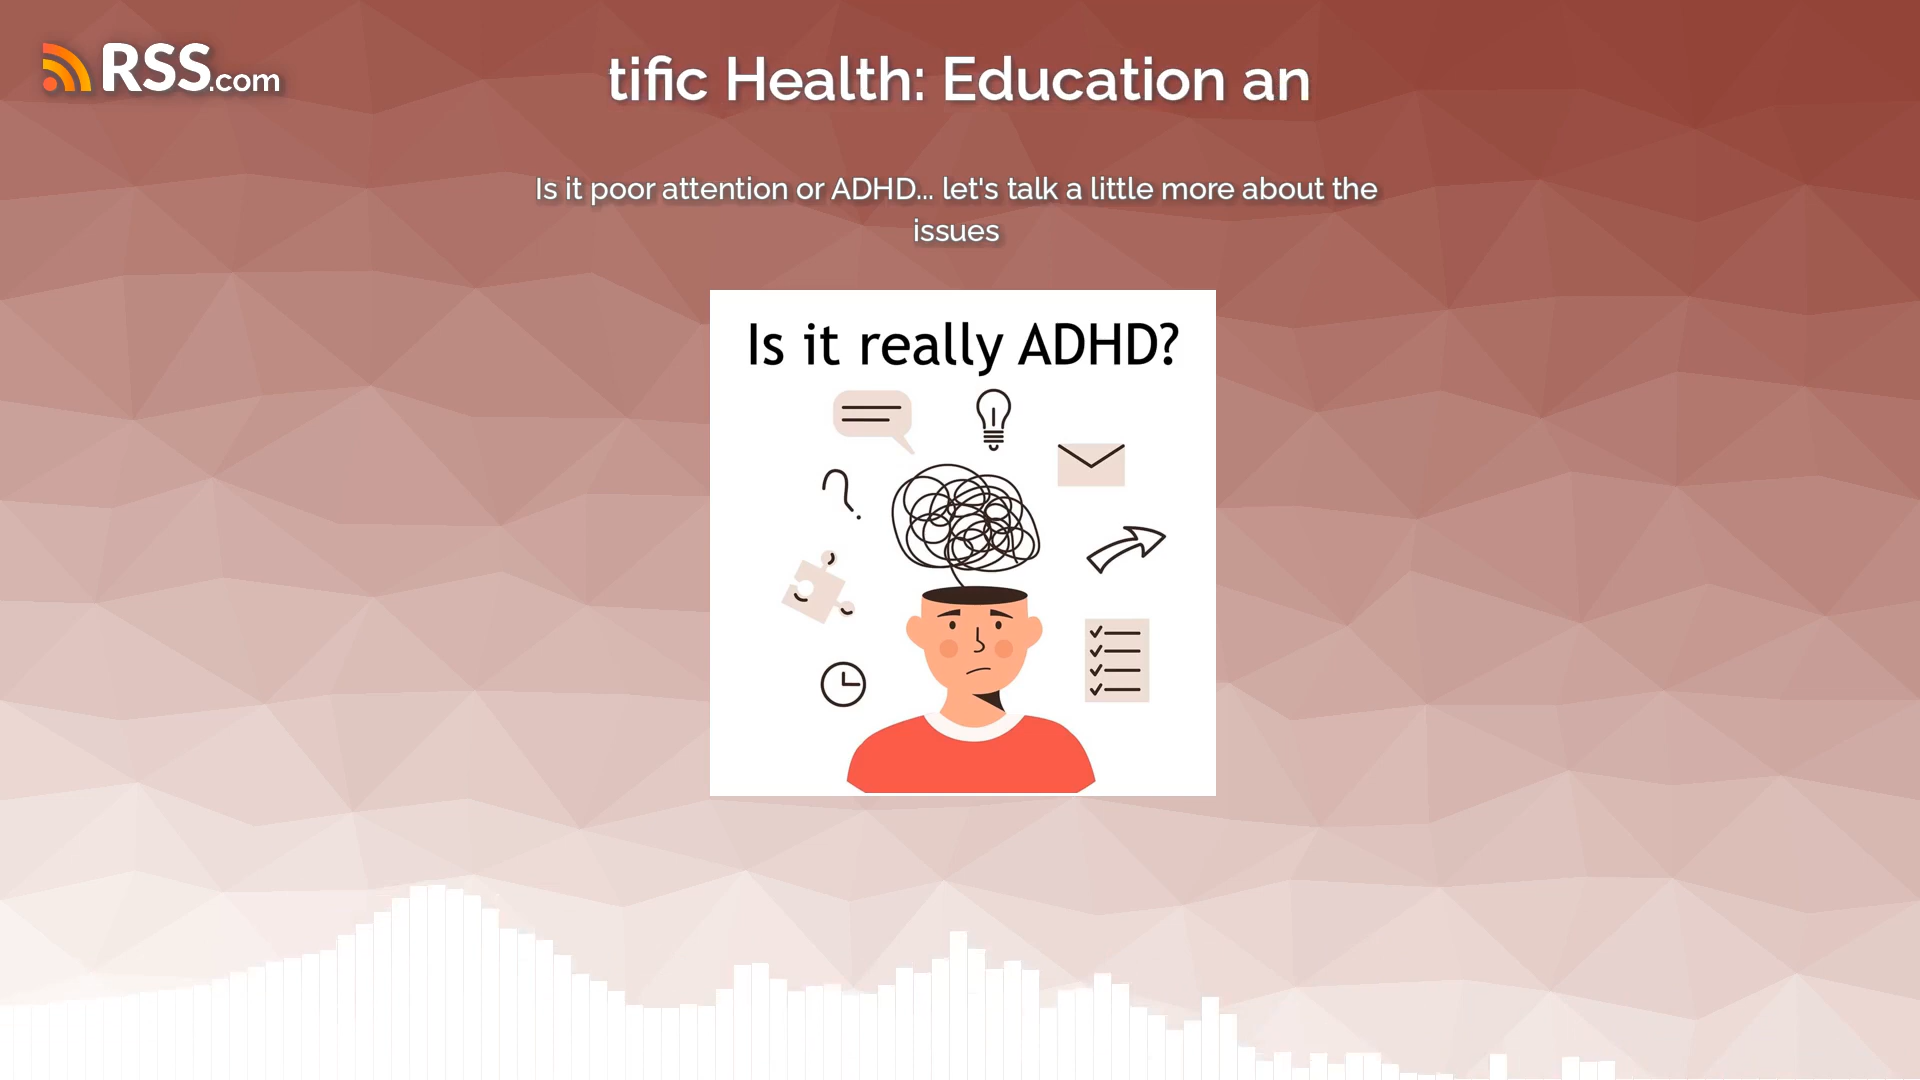 RSS.com
tific Health: Education an
Is it poor attention or ADHD... let's talk a little more about the
issues
Is it really ADHD?